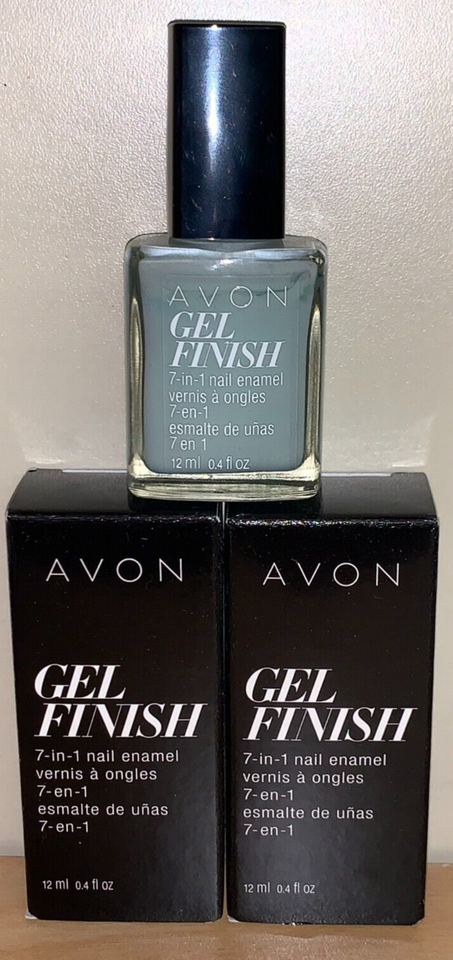 AVON
GEL
FINISH
7-in-1 nail enamel
vernis à ongles
7-en-1
esmalte de uñas
7 en 1
12 ml 0.4 fl oz
AVON
GEL
FINISH
7-in-1 nail enamel
vernis à ongles
7-en-1
esmalte de uñas
7-en-1
12 ml 0.4 fl oz
AVON
GEL
FINISH
7-in-1 nail enamel
vernis à ongles
7-en-1
esmalte de uñas
7-en-1
12 ml 0.4 fl oz